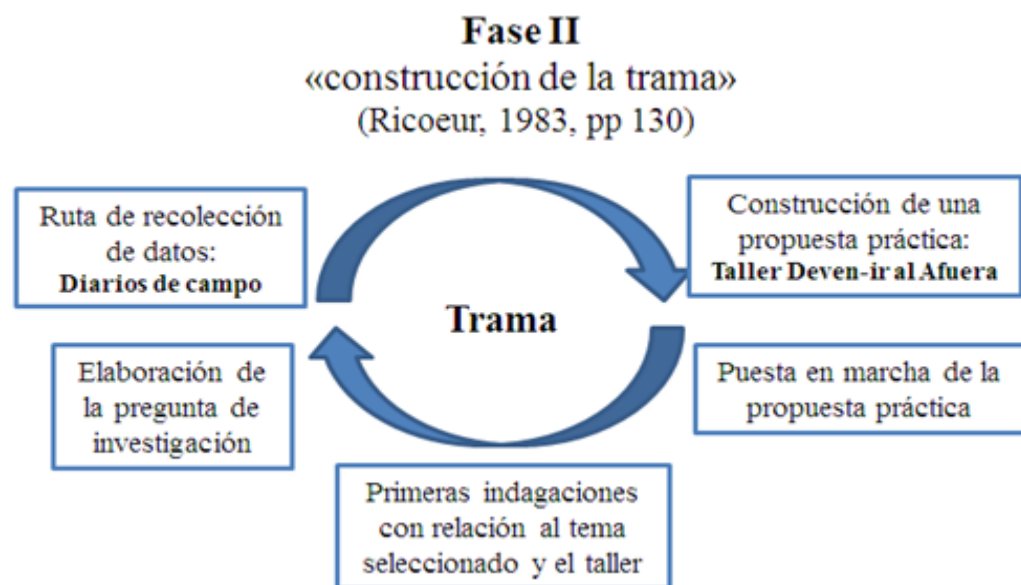 Fase II
«construcción de la trama»
(Ricoeur, 1983, pp 130)
Ruta de recolección
de datos:
Diarios de campo
Construcción de una
propuesta práctica:
Taller Deven-ir al Afuera
Trama
Elaboración de
la pregunta de
investigación
Puesta en marcha de la
propuesta práctica
Primeras indagaciones
con relación al tema
seleccionado y el taller